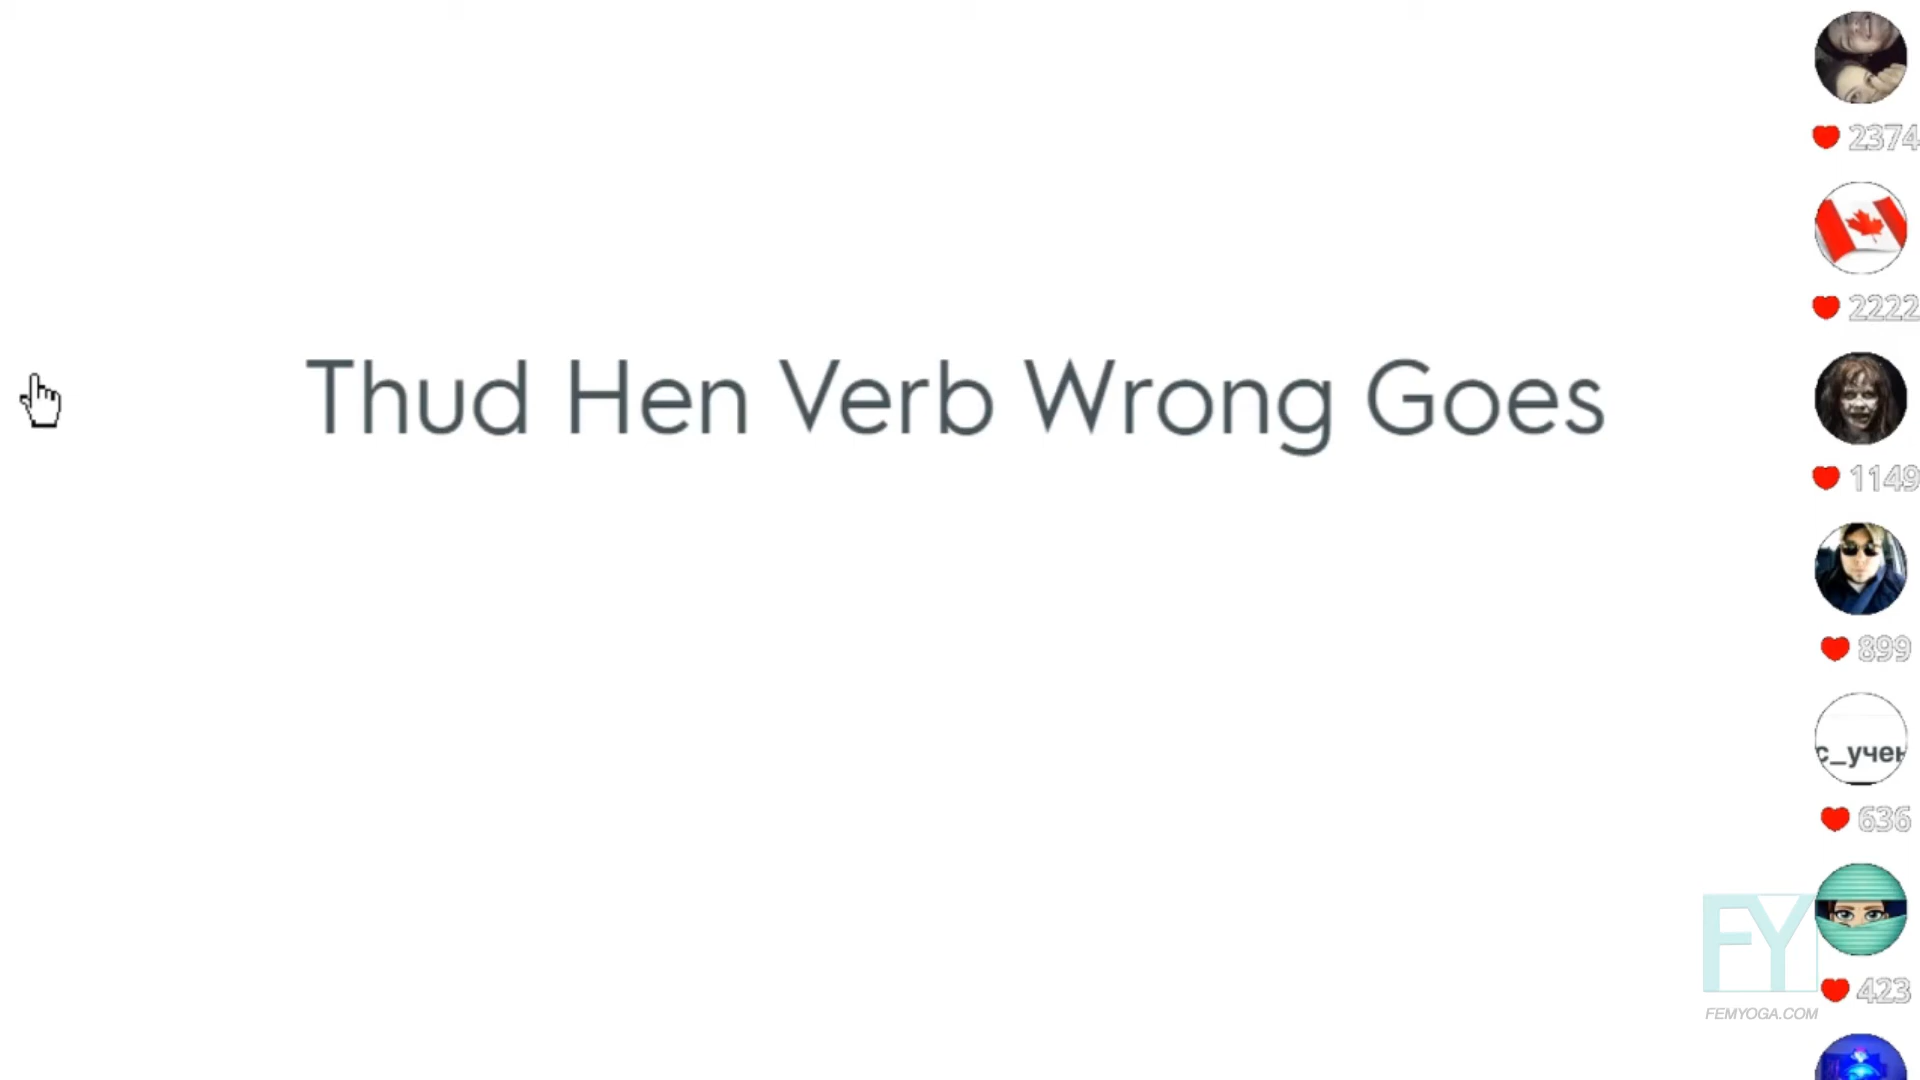 2374
2222
Thud Hen Verb Wrong Goes
1149
899
с_учен
636
FY
423
FEMYOGA.COM